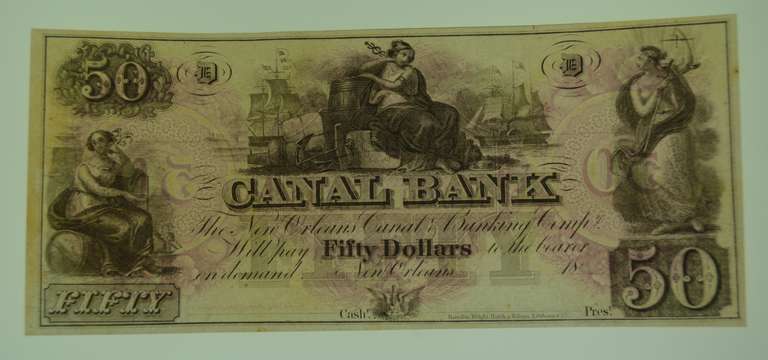 50 D D
CANAL BANK
The New Orleans Canal & Banking Comp.y
Will pay Fifty Dollars to the bearer
on demand New Orleans 18
FIFTY Cash.r Pres.t 50